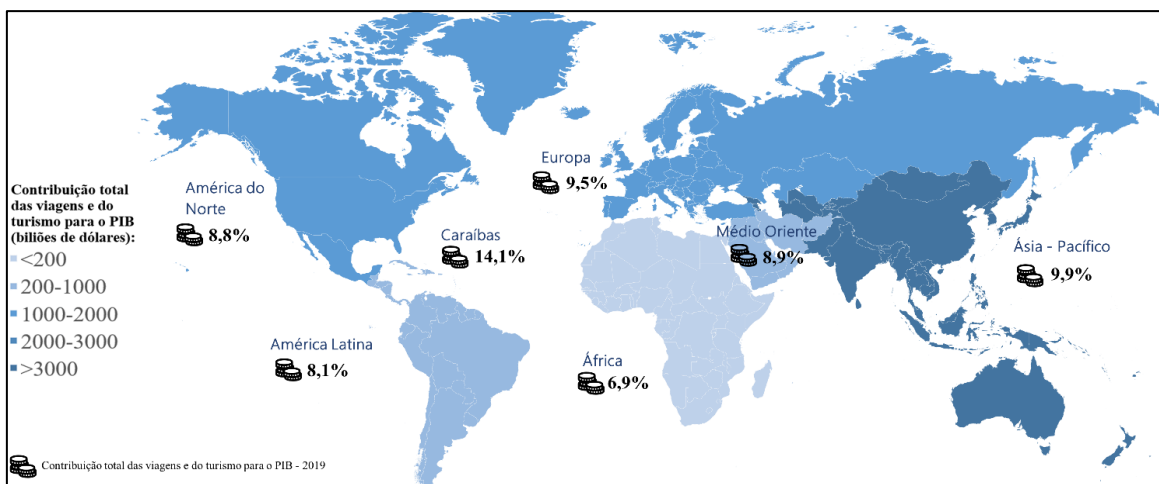 Europa
9,5%
América do
Norte
8,8%
Caraíbas
14,1%
Médio Oriente
8,9%
Ásia - Pacífico
9,9%
Contribuição total
das viagens e do
turismo para o PIB
(biliões de dólares):
<200
200-1000
1000-2000
2000-3000
>3000
América Latina
8,1%
África
6,9%
Contribuição total das viagens e do turismo para o PIB - 2019